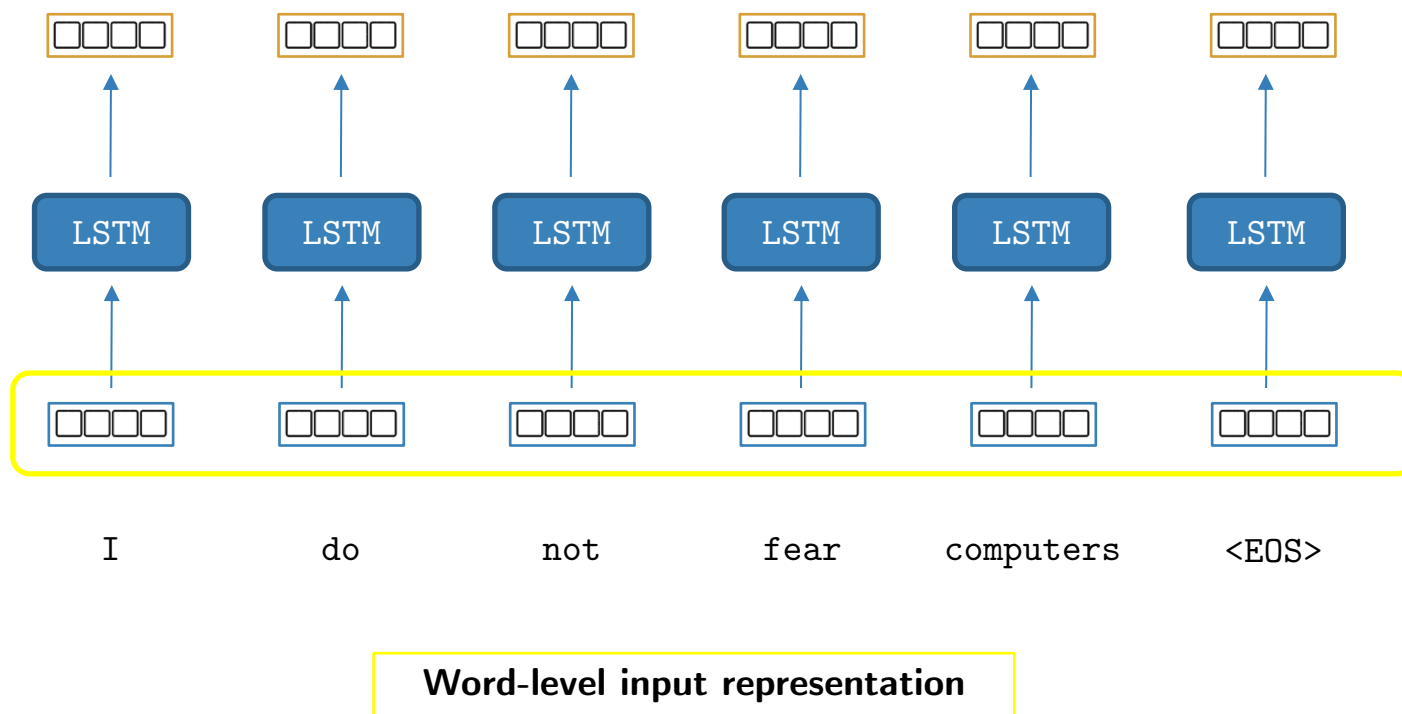 LSTM LSTM LSTM LSTM LSTM LSTM
I do not fear computers <EOS>
Word-level input representation